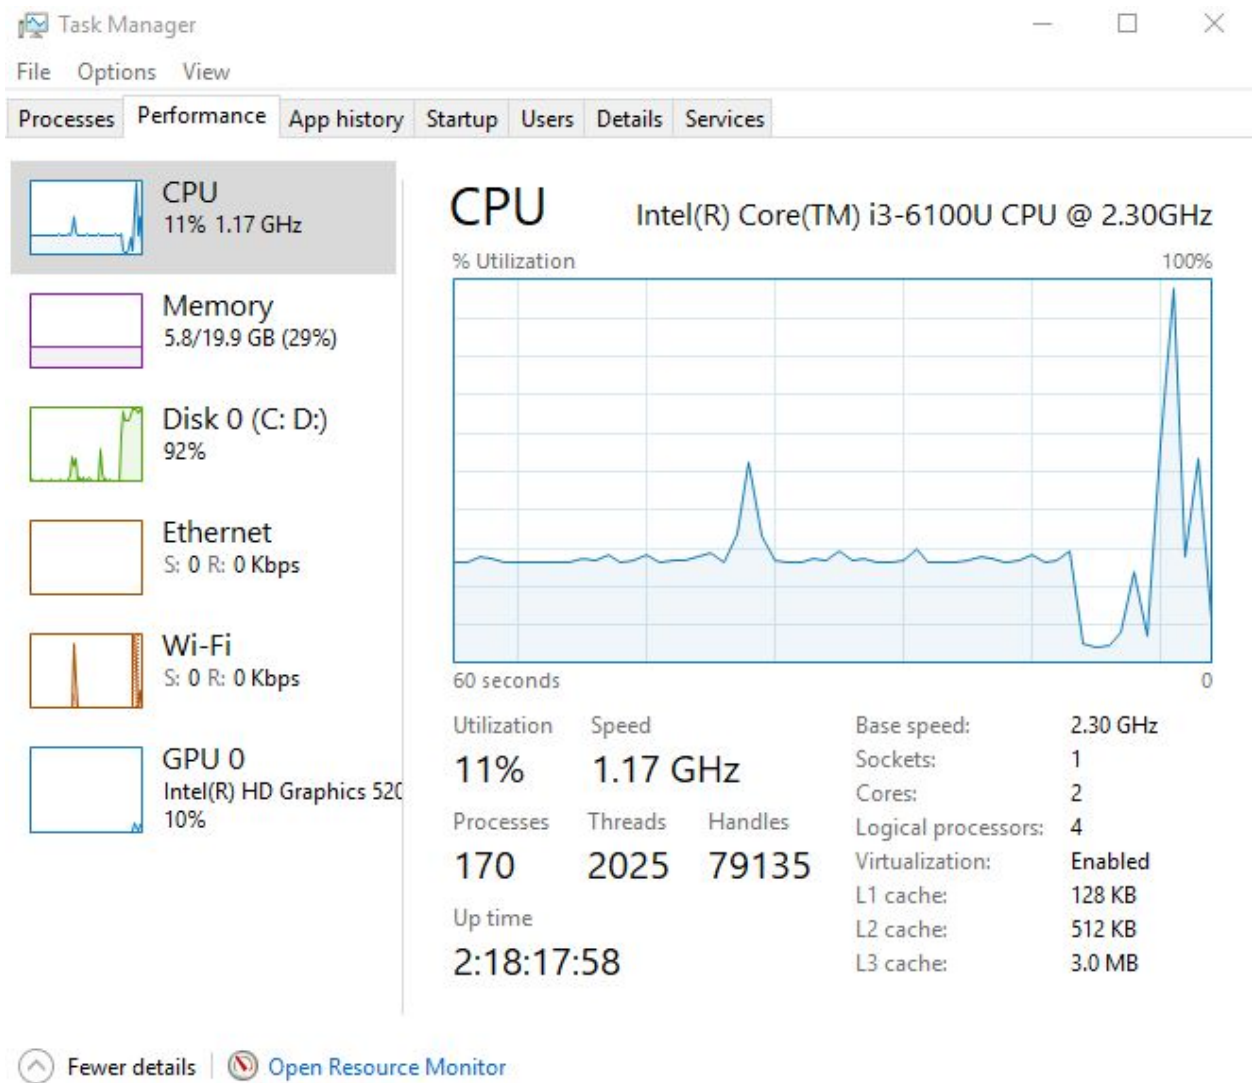 Task Manager
File Options View
Processes Performance App history Startup Users Details Services
CPU
11% 1.17 GHz
Memory
5.8/19.9 GB (29%)
Disk 0 (C: D:)
92%
Ethernet
S: 0 R: 0 Kbps
Wi-Fi
S: 0 R: 0 Kbps
GPU 0
Intel(R) HD Graphics 520
10%
CPU Intel(R) Core(TM) i3-6100U CPU @ 2.30GHz
% Utilization 100%
60 seconds 0
Utilization Speed
11% 1.17 GHz
Processes Threads Handles
170 2025 79135
Up time
2:18:17:58
Base speed: 2.30 GHz
Sockets: 1
Cores: 2
Logical processors: 4
Virtualization: Enabled
L1 cache: 128 KB
L2 cache: 512 KB
L3 cache: 3.0 MB
Fewer details Open Resource Monitor